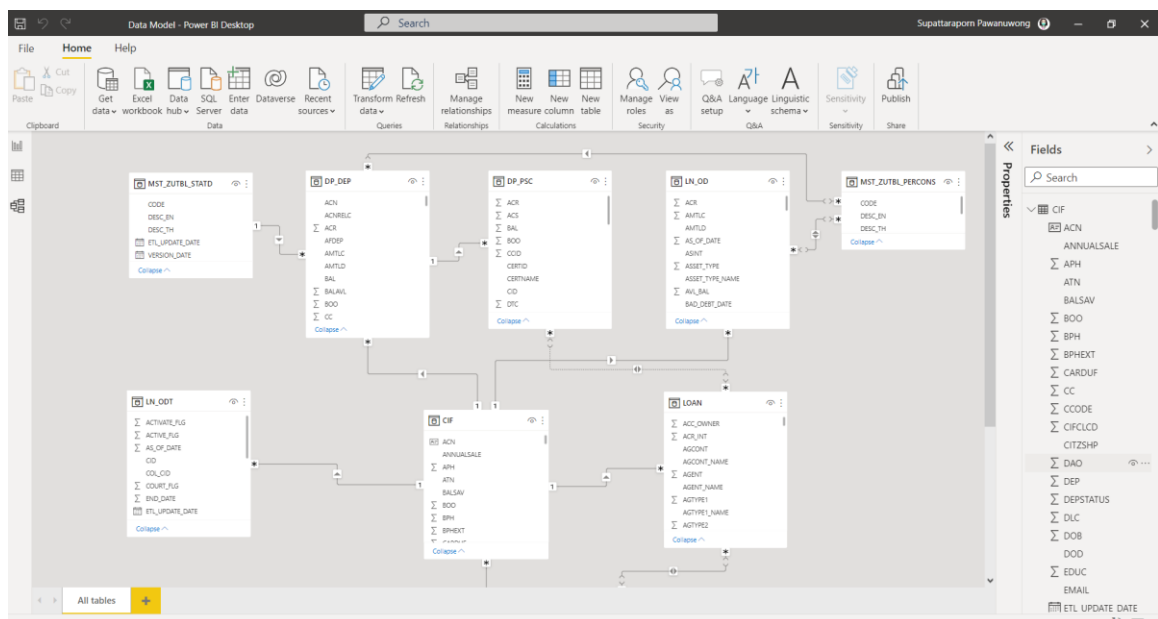 Data Model - Power BI Desktop
Search
Supattaraporn Pawanuwong
File
Home
Help
Paste
Cut
Copy
Get data
Excel workbook
Data hub
SQL Server
Enter data
Dataverse
Recent sources
Transform data
Refresh
Manage relationships
New measure
New column
New table
Manage roles
View as
Q&A setup
Language
Linguistic schema
Sensitivity
Publish
Clipboard
Data
Queries
Relationships
Calculations
Security
Q&A
Sensitivity
Share
MST_ZUTBL_STATD
CODE
DESC_EN
DESC_TH
ETL_UPDATE_DATE
VERSION_DATE
Collapse
DP_DEP
ACN
ACNRELC
ACR
AFDEP
AMTLC
AMTLD
BAL
BALAVL
BOO
CC
Collapse
DP_PSC
ACR
ACS
BAL
BOO
CCID
CERTID
CERTNAME
CID
DTC
Collapse
LN_OD
ACR
AMTLC
AMTLD
AS_OF_DATE
ASINT
ASSET_TYPE
ASSET_TYPE_NAME
AVL_BAL
BAD_DEBT_DATE
Collapse
MST_ZUTBL_PERCONS
CODE
DESC_EN
DESC_TH
Collapse
LN_ODT
ACTIVATE_FLG
ACTIVE_FLG
AS_OF_DATE
CID
COL_CID
COURT_FLG
END_DATE
ETL_UPDATE_DATE
Collapse
CIF
ACN
ANNUALSALE
APH
ATN
BALSAV
BOO
BPH
BPHEXT
CARDUF
Collapse
LOAN
ACC_OWNER
ACR_INT
AGCONT
AGCONT_NAME
AGENT
AGENT_NAME
AGTYPE1
AGTYPE1_NAME
AGTYPE2
Collapse
1
*
1
*
*
*
*
*
*
*
*
1
1
*
*
1
1
*
*
*
Properties
Fields
Search
CIF
ACN
ANNUALSALE
APH
ATN
BALSAV
BOO
BPH
BPHEXT
CARDUF
CC
CCODE
CIFCLCD
CITZSHP
DAO
DEP
DEPSTATUS
DLC
DOB
DOD
EDUC
EMAIL
ETL_UPDATE_DATE
All tables
+